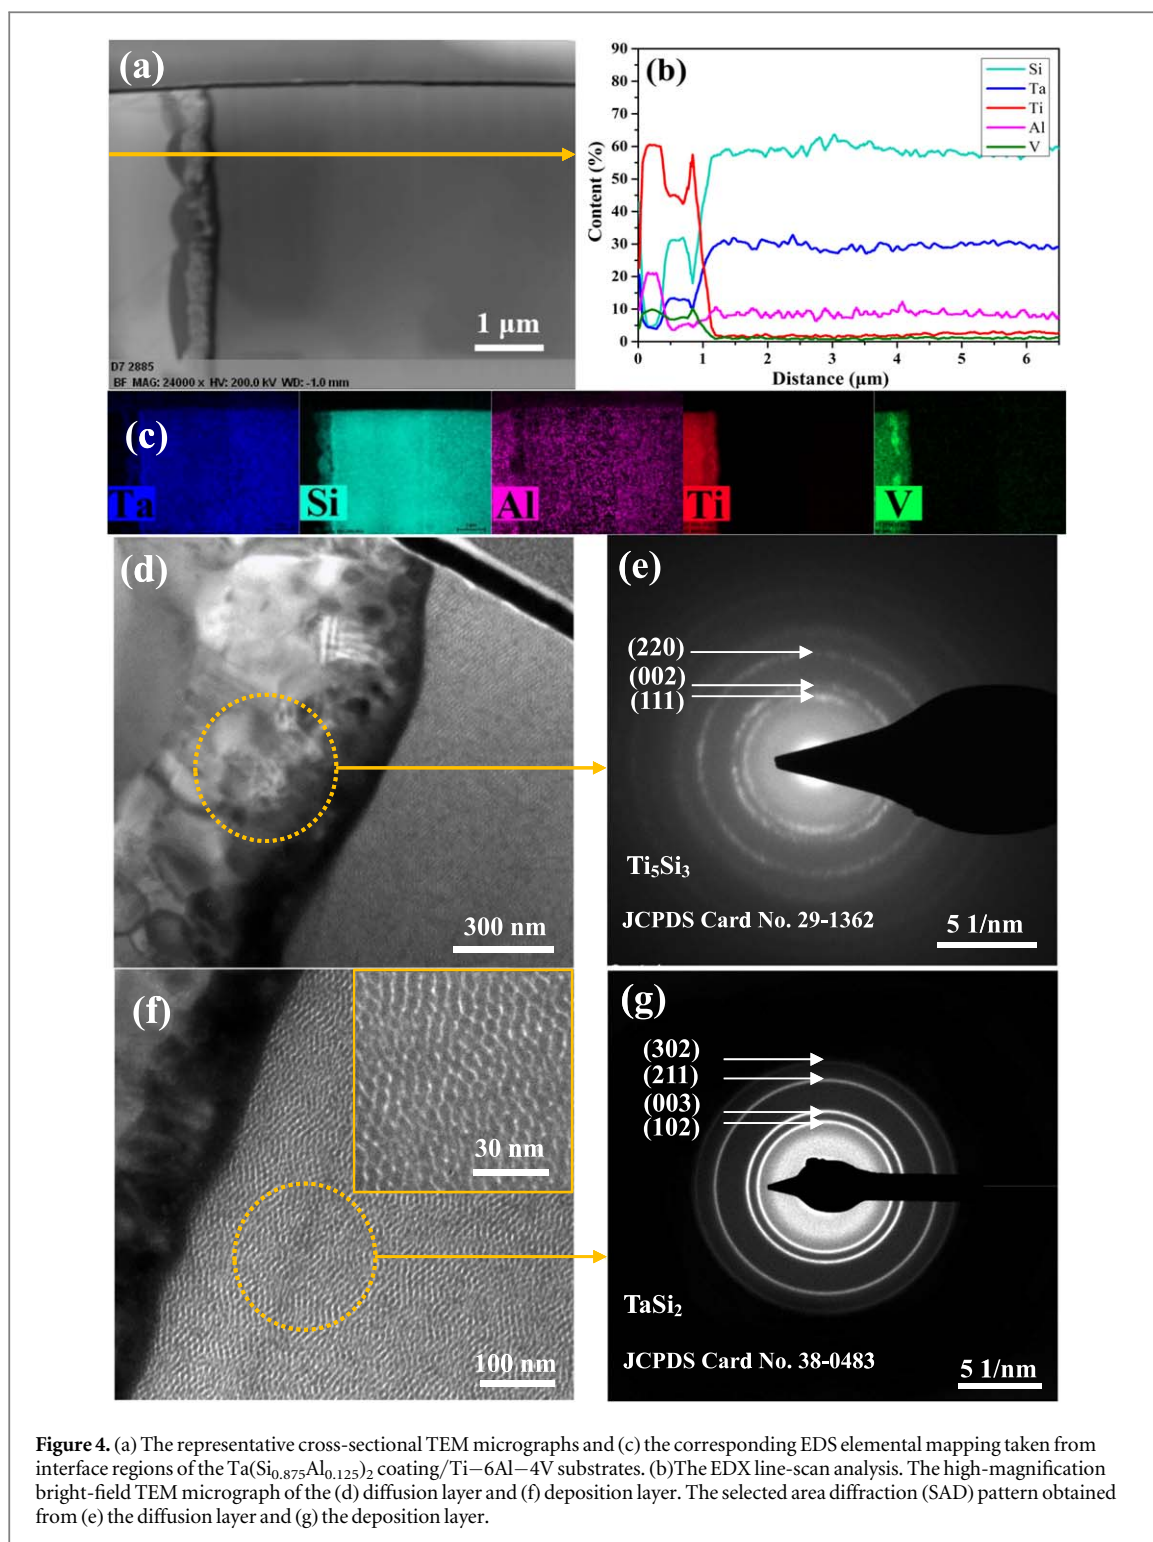 (a)
1 µm
D7 2885
BF MAG: 24000 x HV: 200.0 kV WD: -1.0 mm
(b)
Si
Ta
Ti
Al
V
90
80
70
60
50
40
30
20
10
0
Content (%)
0 1 2 3 4 5 6
Distance (µm)
(c)
Ta Si Al Ti V
(d)
300 nm
(e)
(220)
(002)
(111)
Ti₅Si₃
JCPDS Card No. 29-1362
5 1/nm
(f)
30 nm
100 nm
(g)
(302)
(211)
(003)
(102)
TaSi₂
JCPDS Card No. 38-0483
5 1/nm
Figure 4. (a) The representative cross-sectional TEM micrographs and (c) the corresponding EDS elemental mapping taken from
interface regions of the Ta(Si₀.₈₇₅Al₀.₁₂₅)₂ coating/Ti−6Al−4V substrates. (b)The EDX line-scan analysis. The high-magnification
bright-field TEM micrograph of the (d) diffusion layer and (f) deposition layer. The selected area diffraction (SAD) pattern obtained
from (e) the diffusion layer and (g) the deposition layer.